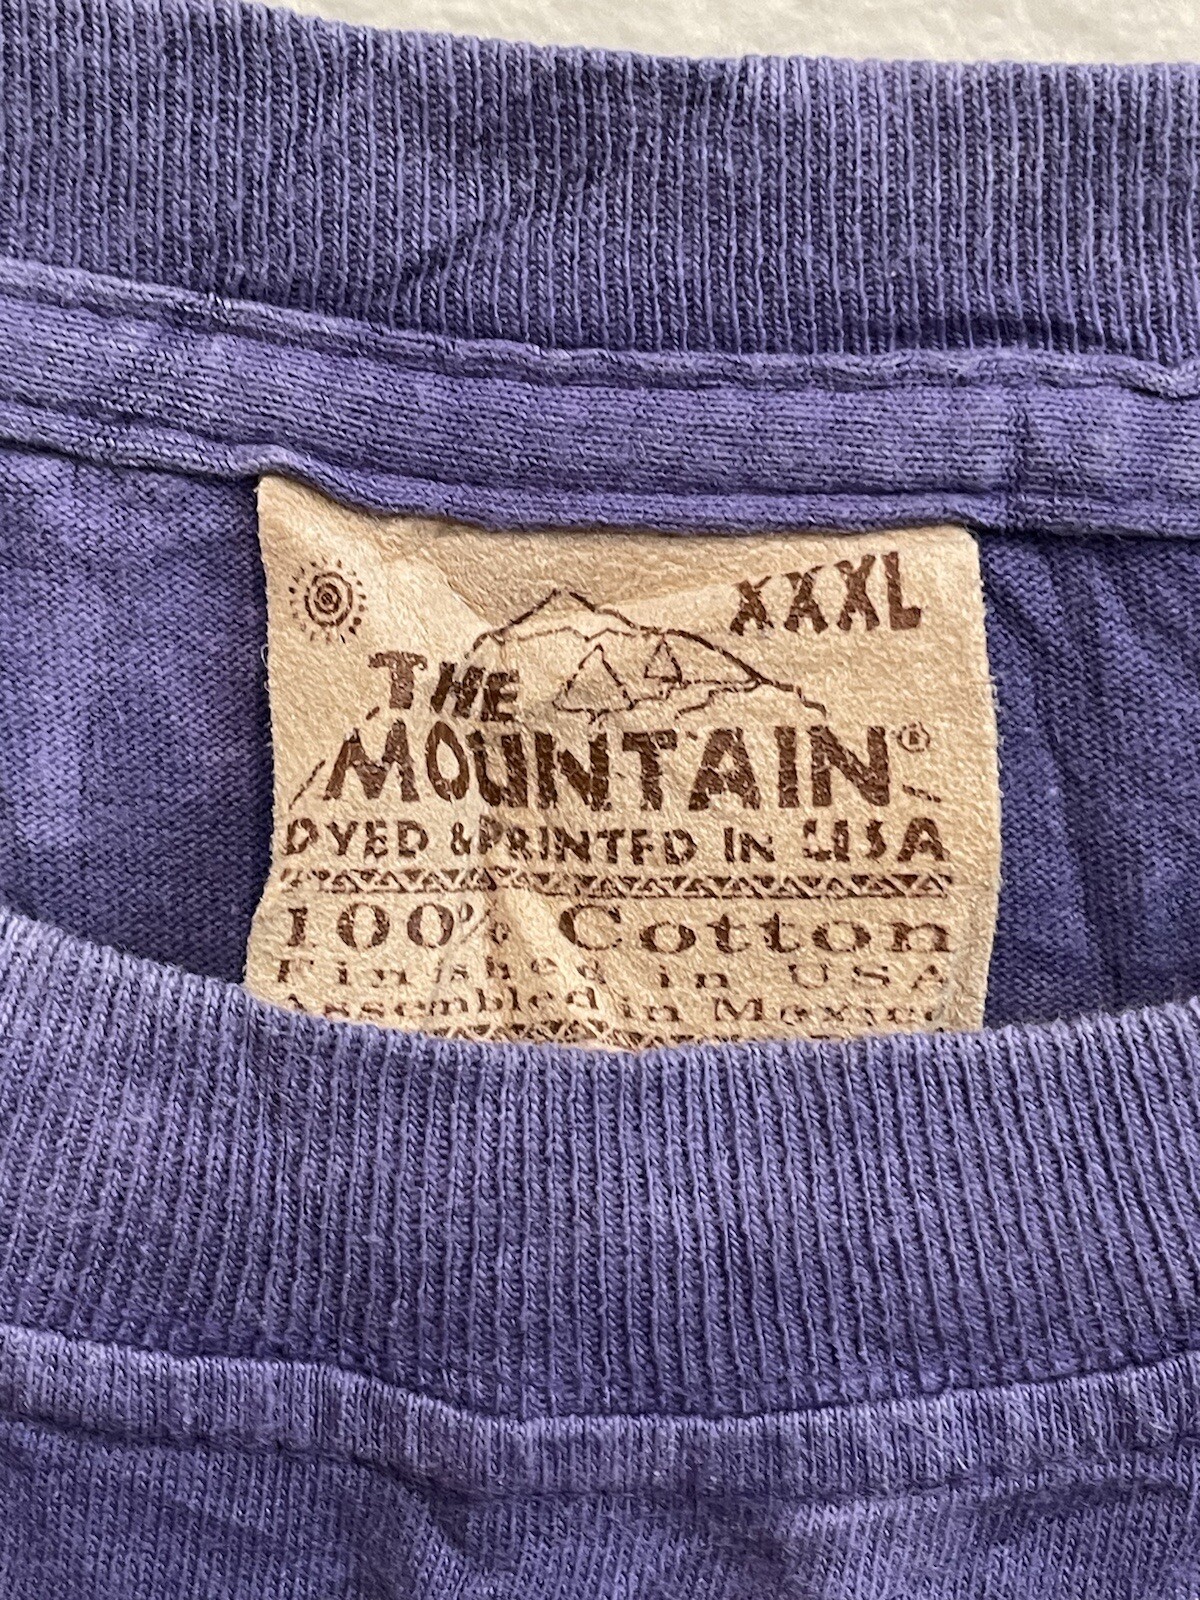 XXXL
THE
MOUNTAIN®
DYED & PRINTED IN USA
100% Cotton
Finished in USA
Assembled in Mexico